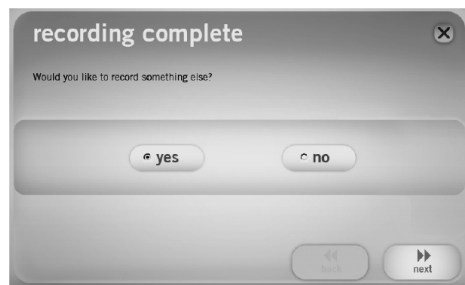 recording complete
Would you like to record something else?
yes
no
back
next